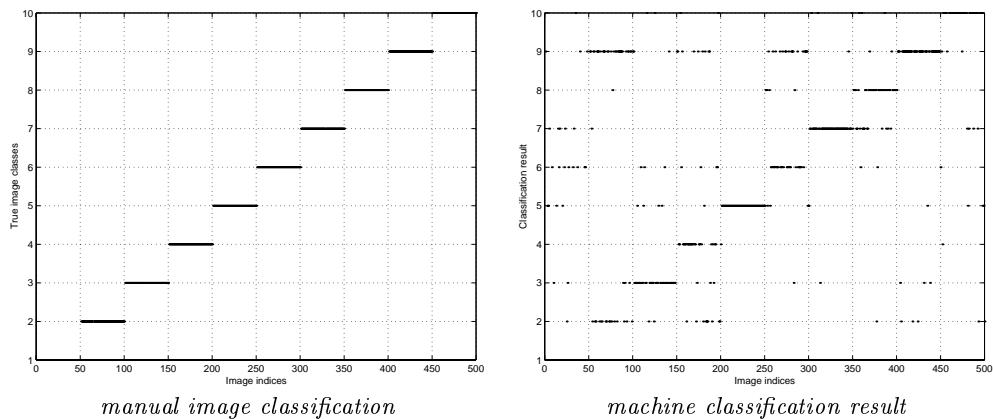 10
9
8
7
6
5
4
3
2
1
True image classes
0 50 100 150 200 250 300 350 400 450 500
Image indices
manual image classification
10
9
8
7
6
5
4
3
2
1
Classification result
0 50 100 150 200 250 300 350 400 450 500
Image indices
machine classification result